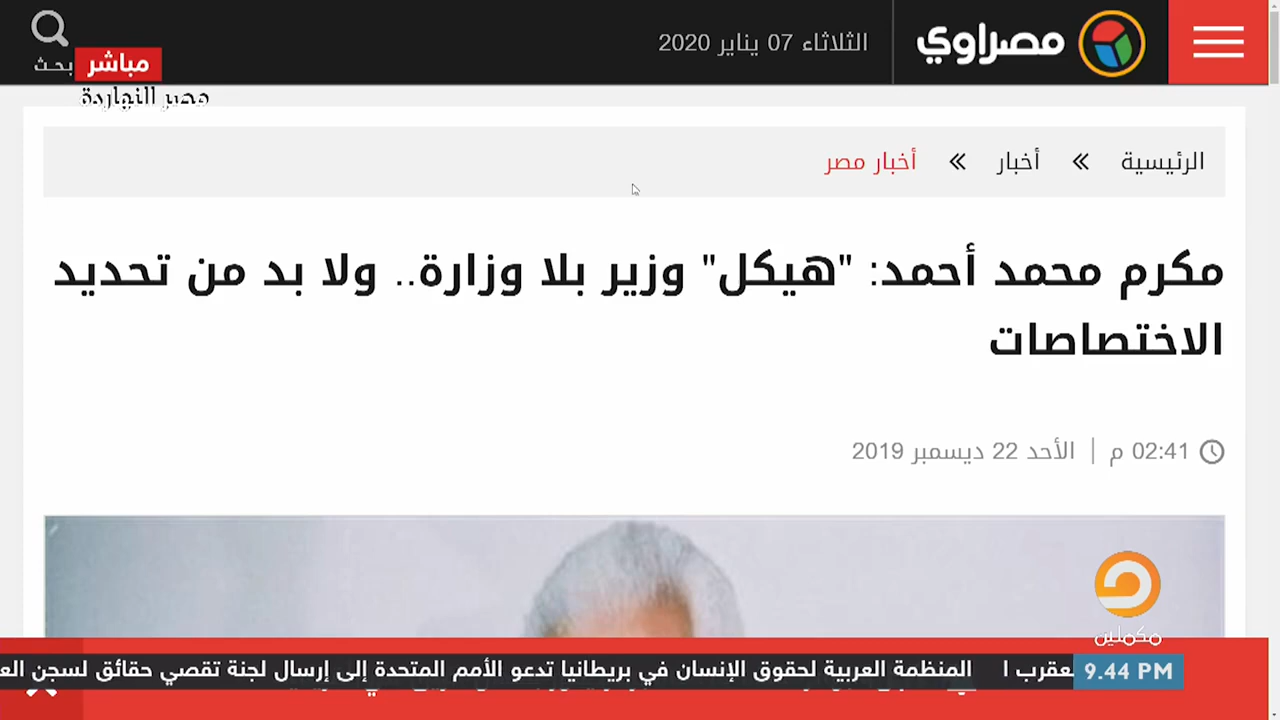 مصراوي
الثلاثاء 07 يناير 2020
بحث
مباشر
مصر النهاردة
الرئيسية » أخبار » أخبار مصر
مكرم محمد أحمد: "هيكل" وزير بلا وزارة.. ولا بد من تحديد
الاختصاصات
02:41 م | الأحد 22 ديسمبر 2019
مكملين
9.44 PM
المنظمة العربية لحقوق الإنسان في بريطانيا تدعو الأمم المتحدة إلى إرسال لجنة تقصي حقائق لسجن